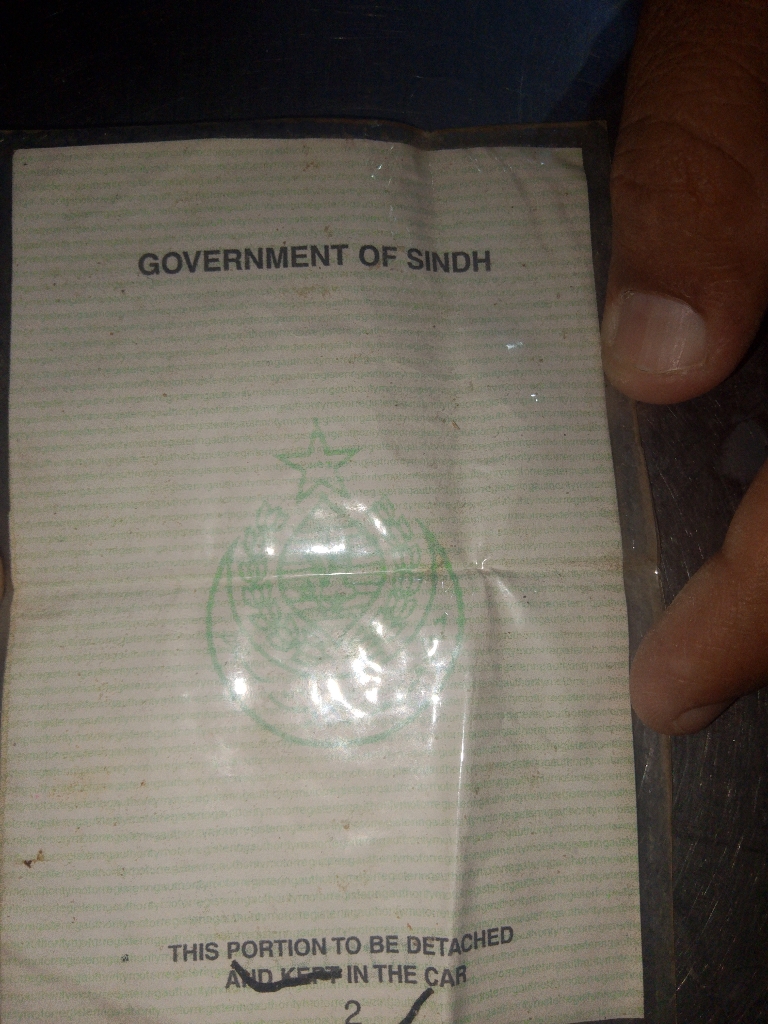 GOVERNMENT OF SINDH
THIS PORTION TO BE DETACHED
AND KEPT IN THE CAR
2